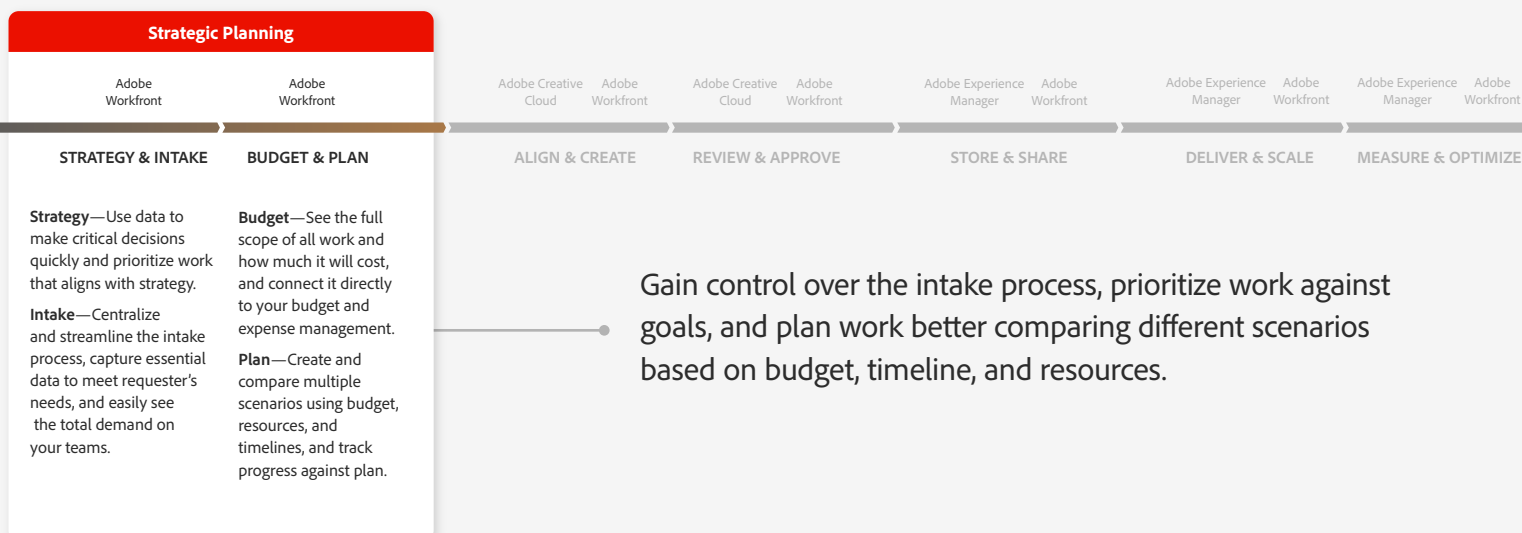 Strategic Planning
Adobe
Workfront
Adobe
Workfront
Adobe Creative
Cloud
Adobe
Workfront
Adobe Creative
Cloud
Adobe
Workfront
Adobe Experience
Manager
Adobe
Workfront
Adobe Experience
Manager
Adobe
Workfront
Adobe Experience
Manager
Adobe
Workfront
STRATEGY & INTAKE
BUDGET & PLAN
ALIGN & CREATE
REVIEW & APPROVE
STORE & SHARE
DELIVER & SCALE
MEASURE & OPTIMIZE
Strategy—Use data to
make critical decisions
quickly and prioritize work
that aligns with strategy.
Intake—Centralize
and streamline the intake
process, capture essential
data to meet requester's
needs, and easily see
the total demand on
your teams.
Budget—See the full
scope of all work and
how much it will cost,
and connect it directly
to your budget and
expense management.
Plan—Create and
compare multiple
scenarios using budget,
resources, and
timelines, and track
progress against plan.
Gain control over the intake process, prioritize work against
goals, and plan work better comparing different scenarios
based on budget, timeline, and resources.